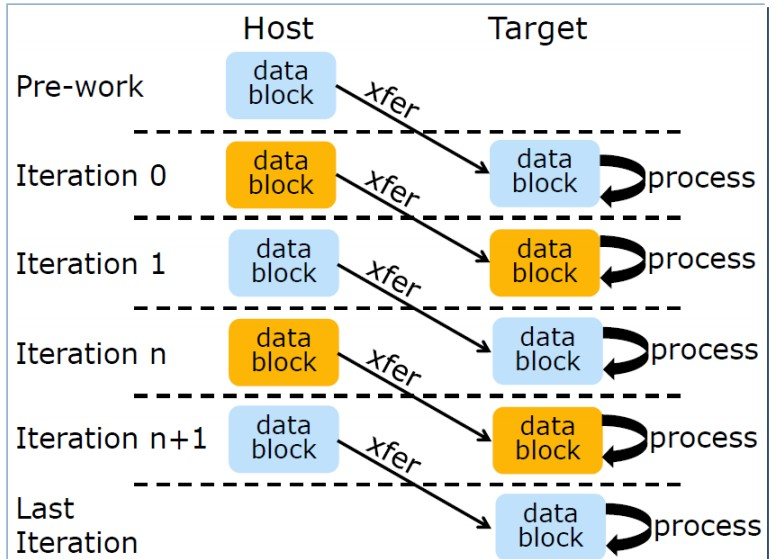 Host Target
Pre-work
data
block
xfer
Iteration 0
data
block
xfer
data
block
process
Iteration 1
data
block
xfer
data
block
process
Iteration n
data
block
xfer
data
block
process
Iteration n+1
data
block
xfer
data
block
process
Last
Iteration
data
block
process